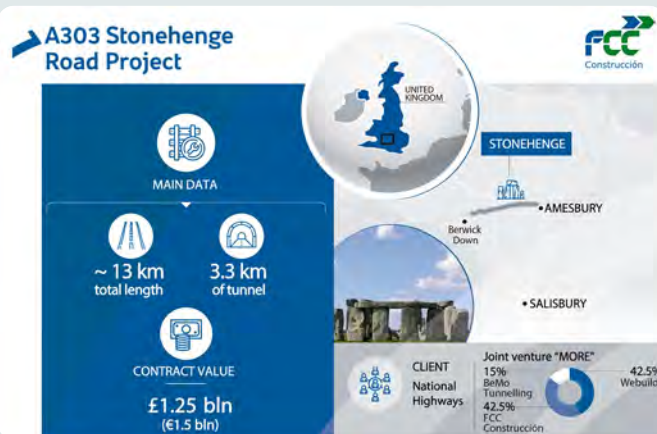 A303 Stonehenge
Road Project
FCC
Construcción
MAIN DATA
~ 13 km
total length
3.3 km
of tunnel
CONTRACT VALUE
£1.25 bln
(€1.5 bln)
UNITED
KINGDOM
STONEHENGE
AMESBURY
Berwick
Down
SALISBURY
CLIENT
National
Highways
Joint venture "MORE"
15%
BeMo
Tunnelling
42.5%
FCC
Construcción
42.5%
Webuild